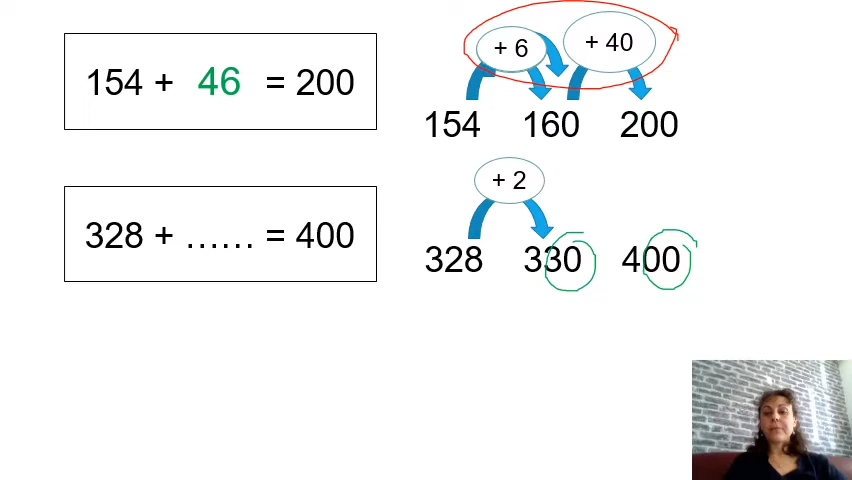 154 + 46 = 200
+ 6 + 40
154 160 200
+ 2
328 + …… = 400
328 330 400